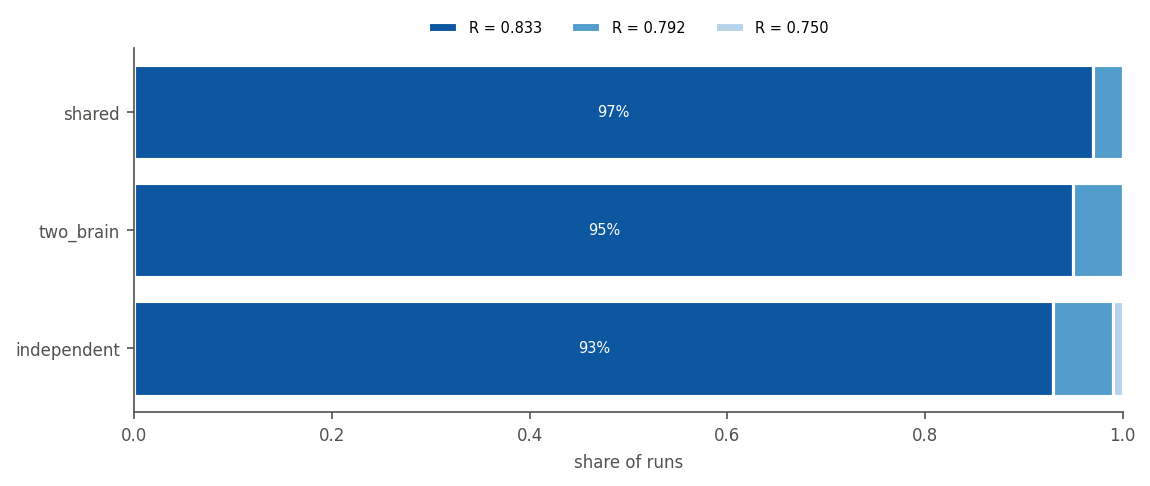 R = 0.833 R = 0.792 R = 0.750
shared 97%
two_brain 95%
independent 93%
0.0 0.2 0.4 0.6 0.8 1.0
share of runs